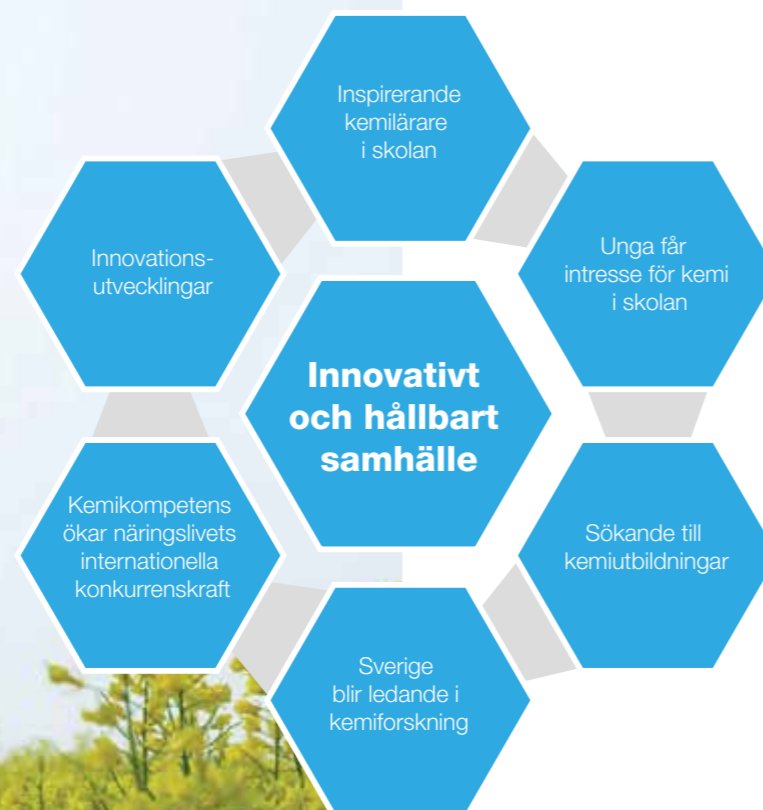 Inspirerande
kemilärare
i skolan
Unga får
intresse för kemi
i skolan
Sökande till
kemiutbildningar
Sverige
blir ledande i
kemiforskning
Kemikompetens
ökar näringslivets
internationella
konkurrenskraft
Innovations-
utvecklingar
Innovativt
och hållbart
samhälle